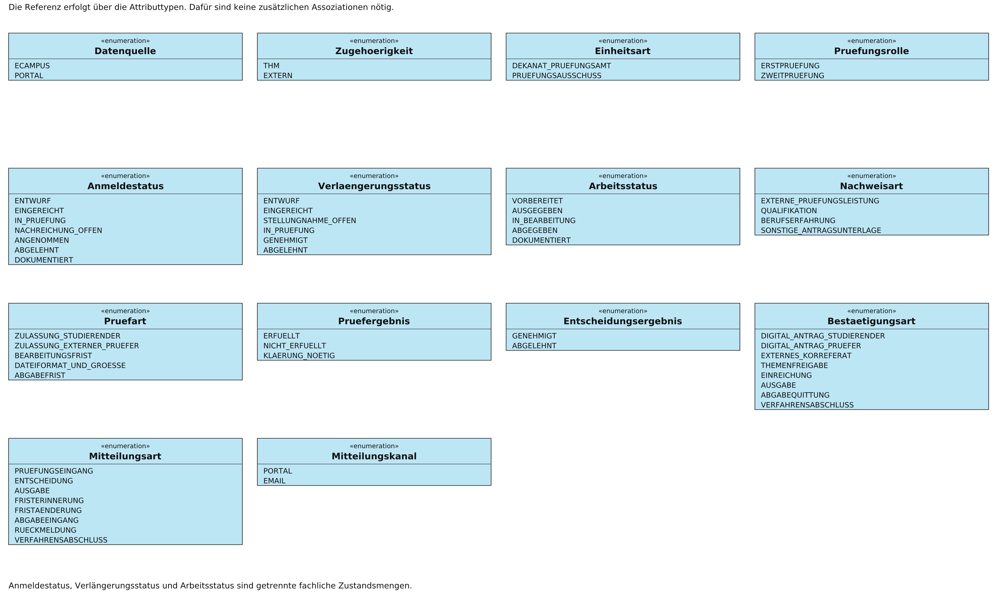 Die Referenz erfolgt über die Attributtypen. Dafür sind keine zusätzlichen Assoziationen nötig.
«enumeration»
Datenquelle
ECAMPUS
PORTAL
«enumeration»
Zugehoerigkeit
THM
EXTERN
«enumeration»
Einheitsart
DEKANAT_PRUEFUNGSAMT
PRUEFUNGSAUSSCHUSS
«enumeration»
Pruefungsrolle
ERSTPRUEFUNG
ZWEITPRUEFUNG
«enumeration»
Anmeldestatus
ENTWURF
EINGEREICHT
IN_PRUEFUNG
NACHREICHUNG_OFFEN
ANGENOMMEN
ABGELEHNT
DOKUMENTIERT
«enumeration»
Verlaengerungsstatus
ENTWURF
EINGEREICHT
STELLUNGNAHME_OFFEN
IN_PRUEFUNG
GENEHMIGT
ABGELEHNT
«enumeration»
Arbeitsstatus
VORBEREITET
AUSGEGEBEN
IN_BEARBEITUNG
ABGEGEBEN
DOKUMENTIERT
«enumeration»
Nachweisart
EXTERNE_PRUEFUNGSLEISTUNG
QUALIFIKATION
BERUFSERFAHRUNG
SONSTIGE_ANTRAGSUNTERLAGE
«enumeration»
Pruefart
ZULASSUNG_STUDIERENDER
ZULASSUNG_EXTERNER_PRUEFER
BEARBEITUNGSFRIST
DATEIFORMAT_UND_GROESSE
ABGABEFRIST
«enumeration»
Pruefergebnis
ERFUELLT
NICHT_ERFUELLT
KLAERUNG_NOETIG
«enumeration»
Entscheidungsergebnis
GENEHMIGT
ABGELEHNT
«enumeration»
Bestaetigungsart
DIGITAL_ANTRAG_STUDIERENDER
DIGITAL_ANTRAG_PRUEFER
EXTERNES_KORREFERAT
THEMENFREIGABE
EINREICHUNG
AUSGABE
ABGABEQUITTUNG
VERFAHRENSABSCHLUSS
«enumeration»
Mitteilungsart
PRUEFUNGSEINGANG
ENTSCHEIDUNG
AUSGABE
FRISTERINNERUNG
FRISTAENDERUNG
ABGABEEINGANG
RUECKMELDUNG
VERFAHRENSABSCHLUSS
«enumeration»
Mitteilungskanal
PORTAL
EMAIL
Anmeldestatus, Verlängerungsstatus und Arbeitsstatus sind getrennte fachliche Zustandsmengen.